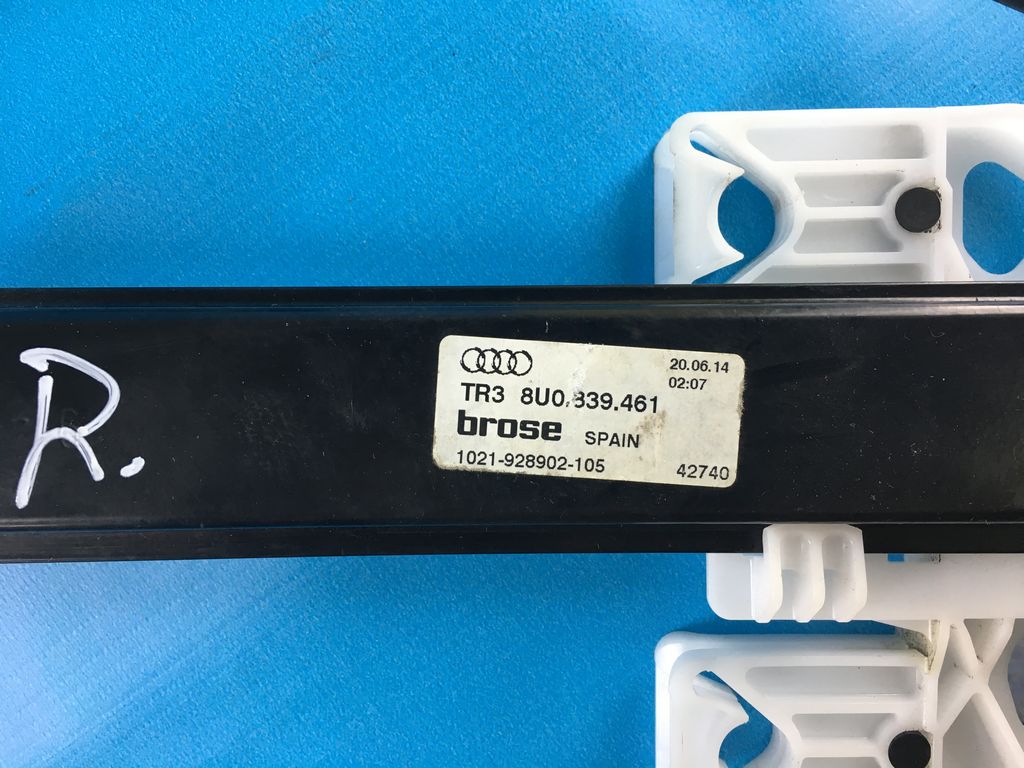 R.
20.06.14
02:07
TR3 8U0.839.461
brose SPAIN
1021-928902-105 42740